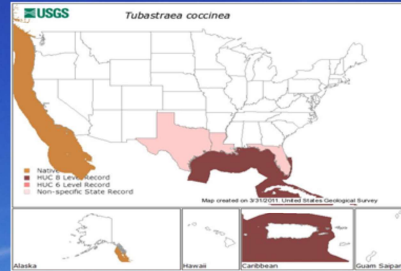 USGS
Tubastraea coccinea
Native
HUC 8 Level Record
HUC 6 Level Record
Non-specific State Record
Map created on 3/31/2011 United States Geological Survey
Alaska
Hawaii
Caribbean
Guam Saipan